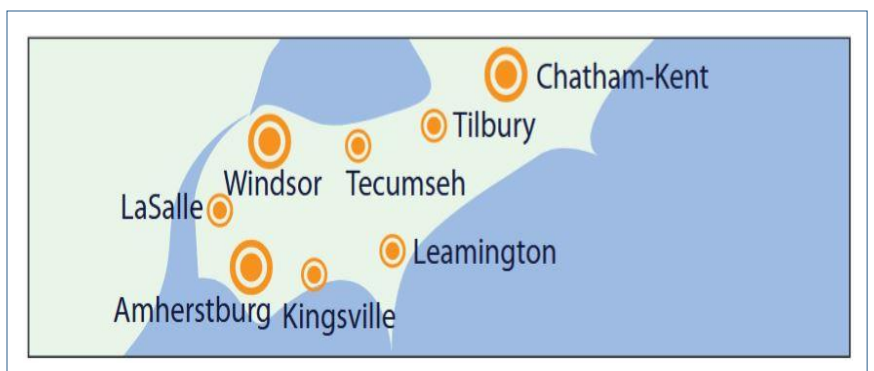 Chatham-Kent
Tilbury
Windsor
Tecumseh
LaSalle
Leamington
Amherstburg
Kingsville